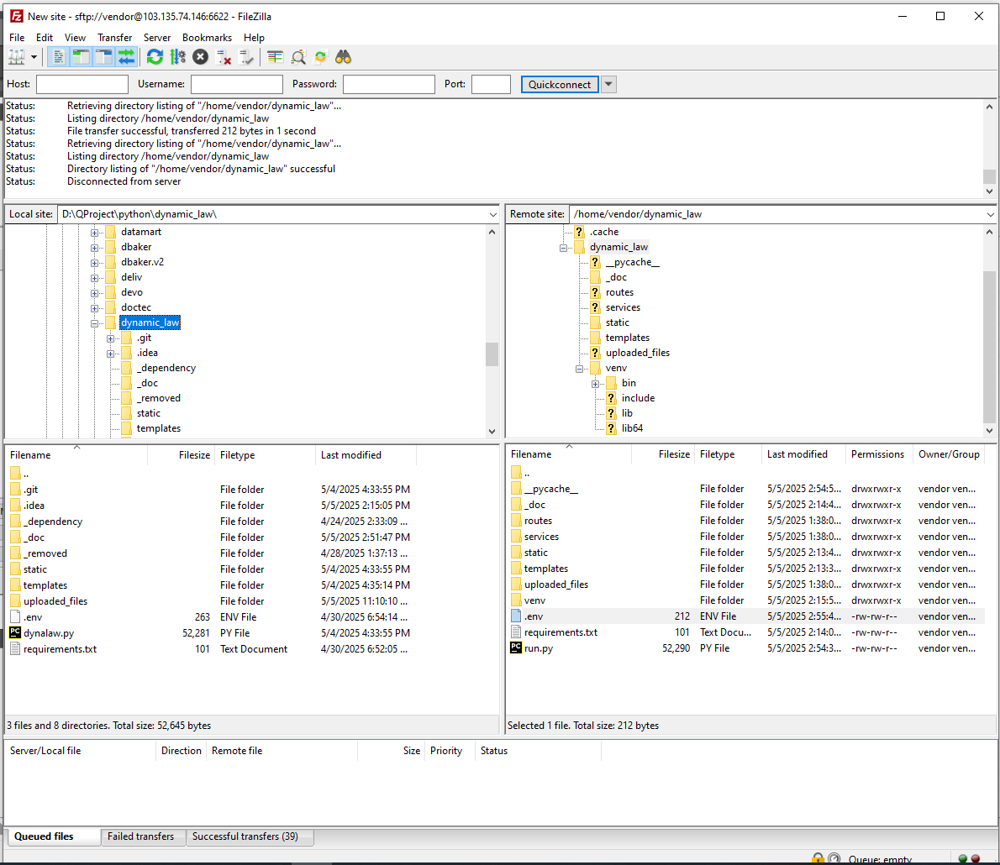 New site - sftp://vendor@103.135.74.146:6622 - FileZilla
File Edit View Transfer Server Bookmarks Help
Host: Username: Password: Port: Quickconnect
Status: Retrieving directory listing of "/home/vendor/dynamic_law"...
Status: Listing directory /home/vendor/dynamic_law
Status: File transfer successful, transferred 212 bytes in 1 second
Status: Retrieving directory listing of "/home/vendor/dynamic_law"...
Status: Listing directory /home/vendor/dynamic_law
Status: Directory listing of "/home/vendor/dynamic_law" successful
Status: Disconnected from server
Local site: D:\QProject\python\dynamic_law\
datamart
dbaker
dbaker.v2
deliv
devo
doctec
dynamic_law
.git
.idea
_dependency
_doc
_removed
static
templates
Remote site: /home/vendor/dynamic_law
? .cache
dynamic_law
? __pycache__
_doc
? routes
? services
static
templates
? uploaded_files
venv
bin
? include
? lib
? lib64
Filename Filesize Filetype Last modified
..
.git File folder 5/4/2025 4:33:55 PM
.idea File folder 5/5/2025 2:15:05 PM
_dependency File folder 4/24/2025 2:33:09 ...
_doc File folder 5/5/2025 2:51:47 PM
_removed File folder 4/28/2025 1:37:13 ...
static File folder 5/4/2025 4:33:55 PM
templates File folder 5/4/2025 4:35:14 PM
uploaded_files File folder 5/5/2025 11:10:10 ...
.env 263 ENV File 4/30/2025 6:54:14 ...
PC dynalaw.py 52,281 PY File 5/4/2025 4:33:55 PM
requirements.txt 101 Text Document 4/30/2025 6:52:05 ...
3 files and 8 directories. Total size: 52,645 bytes
Filename Filesize Filetype Last modified Permissions Owner/Group
..
__pycache__ File folder 5/5/2025 2:54:5... drwxrwxr-x vendor ven...
_doc File folder 5/5/2025 2:14:4... drwxrwxr-x vendor ven...
routes File folder 5/5/2025 1:38:0... drwxrwxr-x vendor ven...
services File folder 5/5/2025 1:38:0... drwxrwxr-x vendor ven...
static File folder 5/5/2025 2:13:4... drwxrwxr-x vendor ven...
templates File folder 5/5/2025 2:13:3... drwxrwxr-x vendor ven...
uploaded_files File folder 5/5/2025 1:38:0... drwxrwxr-x vendor ven...
venv File folder 5/5/2025 2:15:5... drwxrwxr-x vendor ven...
.env 212 ENV File 5/5/2025 2:55:4... -rw-rw-r-- vendor ven...
requirements.txt 101 Text Docu... 5/5/2025 2:14:0... -rw-rw-r-- vendor ven...
PC run.py 52,290 PY File 5/5/2025 2:54:3... -rw-rw-r-- vendor ven...
Selected 1 file. Total size: 212 bytes
Server/Local file Direction Remote file Size Priority Status
Queued files Failed transfers Successful transfers (39)
Queue: empty